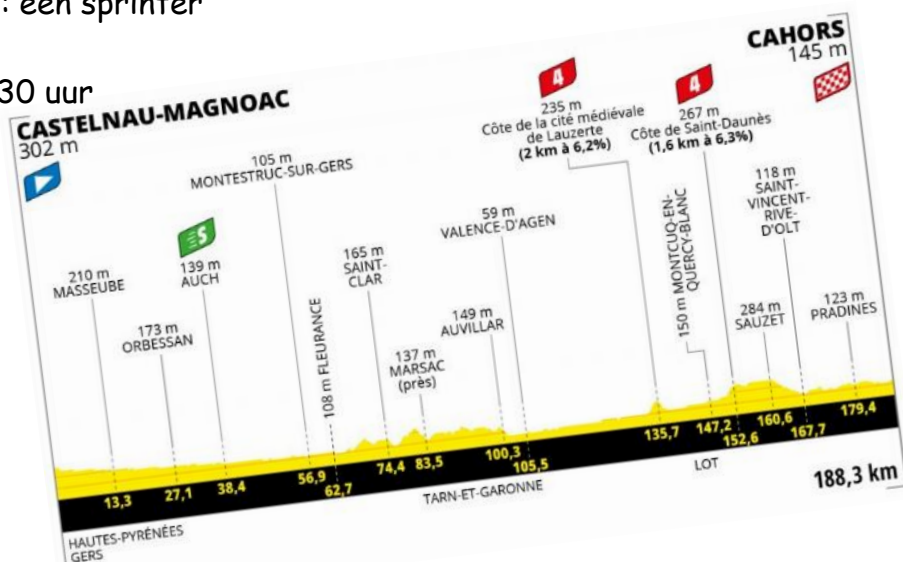 : een sprinter
30 uur
CASTELNAU-MAGNOAC
302 m
CAHORS
145 m
4
235 m
Côte de la cité médiévale
de Lauzerte
(2 km à 6,2%)
4
267 m
Côte de Saint-Daunès
(1,6 km à 6,3%)
105 m
MONTESTRUC-SUR-GERS
S
139 m
AUCH
210 m
MASSEUBE
173 m
ORBESSAN
108 m FLEURANCE
165 m
SAINT-
CLAR
137 m
MARSAC
(près)
149 m
AUVILLAR
59 m
VALENCE-D'AGEN
150 m MONTCUQ-EN-
QUERCY-BLANC
118 m
SAINT-
VINCENT-
RIVE-
D'OLT
284 m
SAUZET
123 m
PRADINES
13,3
27,1
38,4
56,9
62,7
74,4
83,5
100,3
105,5
135,7
147,2
152,6
160,6
167,7
179,4
188,3 km
HAUTES-PYRÉNÉES
GERS
TARN-ET-GARONNE
LOT